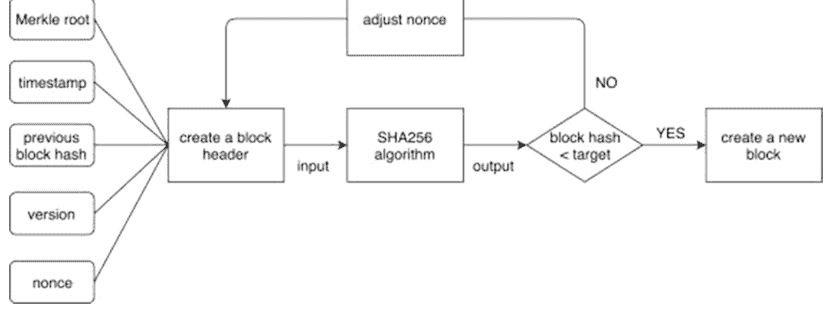 Merkle root
timestamp
previous
block hash
version
nonce
create a block
header
input
adjust nonce
SHA256
algorithm
output
NO
block hash
< target
YES
create a new
block